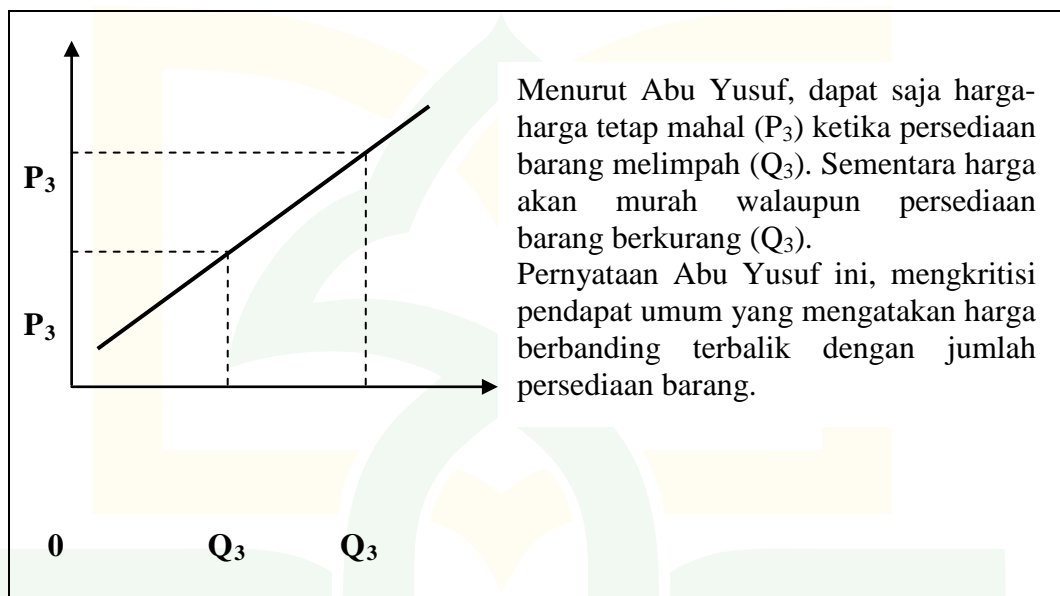 Menurut Abu Yusuf, dapat saja harga-
harga tetap mahal (P₃) ketika persediaan
barang melimpah (Q₃). Sementara harga
akan murah walaupun persediaan
barang berkurang (Q₃).
Pernyataan Abu Yusuf ini, mengkritisi
pendapat umum yang mengatakan harga
berbanding terbalik dengan jumlah
persediaan barang.
P₃
P₃
0 Q₃ Q₃